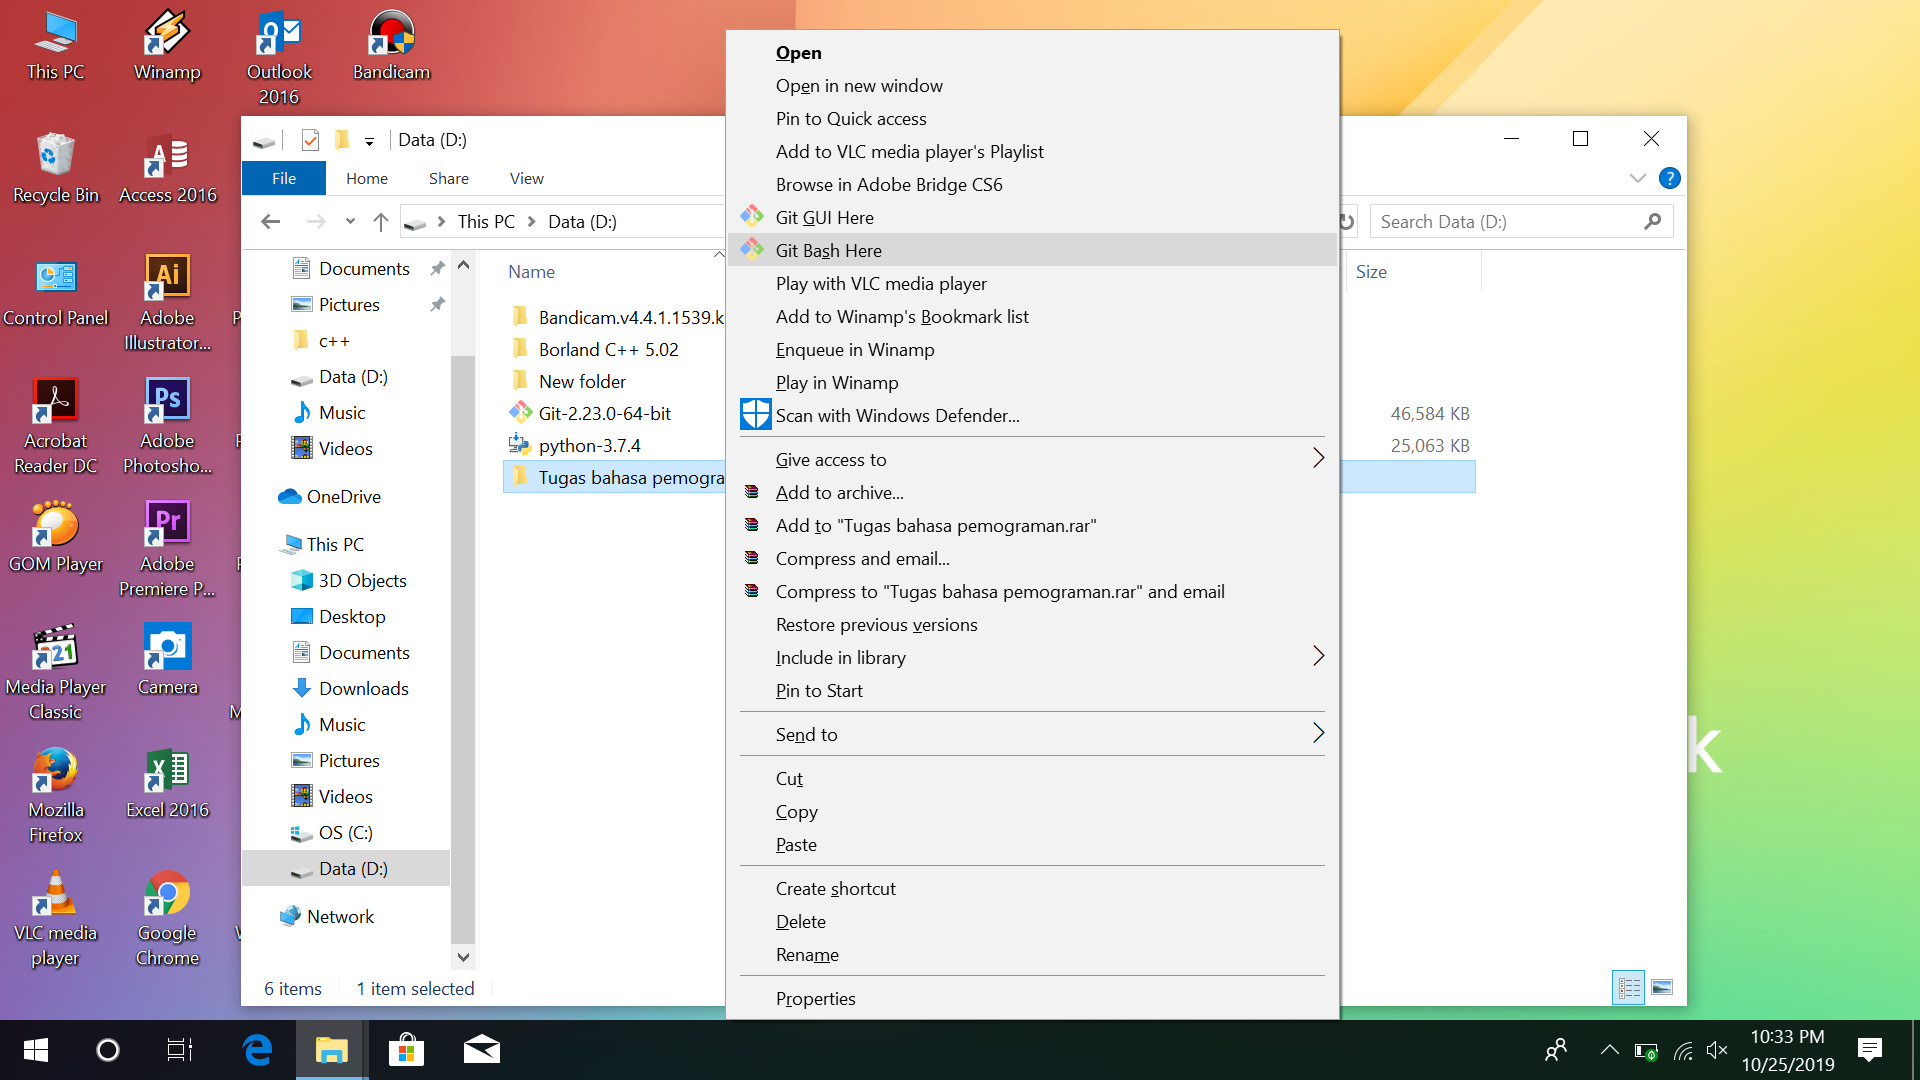 This PC
Winamp
Outlook
2016
Bandicam
Recycle Bin
Access 2016
Control Panel
Adobe
Illustrator...
Acrobat
Reader DC
Adobe
Photosho...
GOM Player
Adobe
Premiere P...
Media Player
Classic
Camera
Mozilla
Firefox
Excel 2016
VLC media
player
Google
Chrome
Data (D:)
File
Home
Share
View
This PC
Data (D:)
Search Data (D:)
Documents
Pictures
c++
Data (D:)
Music
Videos
OneDrive
This PC
3D Objects
Desktop
Documents
Downloads
Music
Pictures
Videos
OS (C:)
Data (D:)
Network
Name
Size
Bandicam.v4.4.1.1539.k
Borland C++ 5.02
New folder
Git-2.23.0-64-bit
46,584 KB
python-3.7.4
25,063 KB
Tugas bahasa pemogra
6 items
1 item selected
Open
Open in new window
Pin to Quick access
Add to VLC media player's Playlist
Browse in Adobe Bridge CS6
Git GUI Here
Git Bash Here
Play with VLC media player
Add to Winamp's Bookmark list
Enqueue in Winamp
Play in Winamp
Scan with Windows Defender...
Give access to
Add to archive...
Add to "Tugas bahasa pemograman.rar"
Compress and email...
Compress to "Tugas bahasa pemograman.rar" and email
Restore previous versions
Include in library
Pin to Start
Send to
Cut
Copy
Paste
Create shortcut
Delete
Rename
Properties
k
10:33 PM
10/25/2019